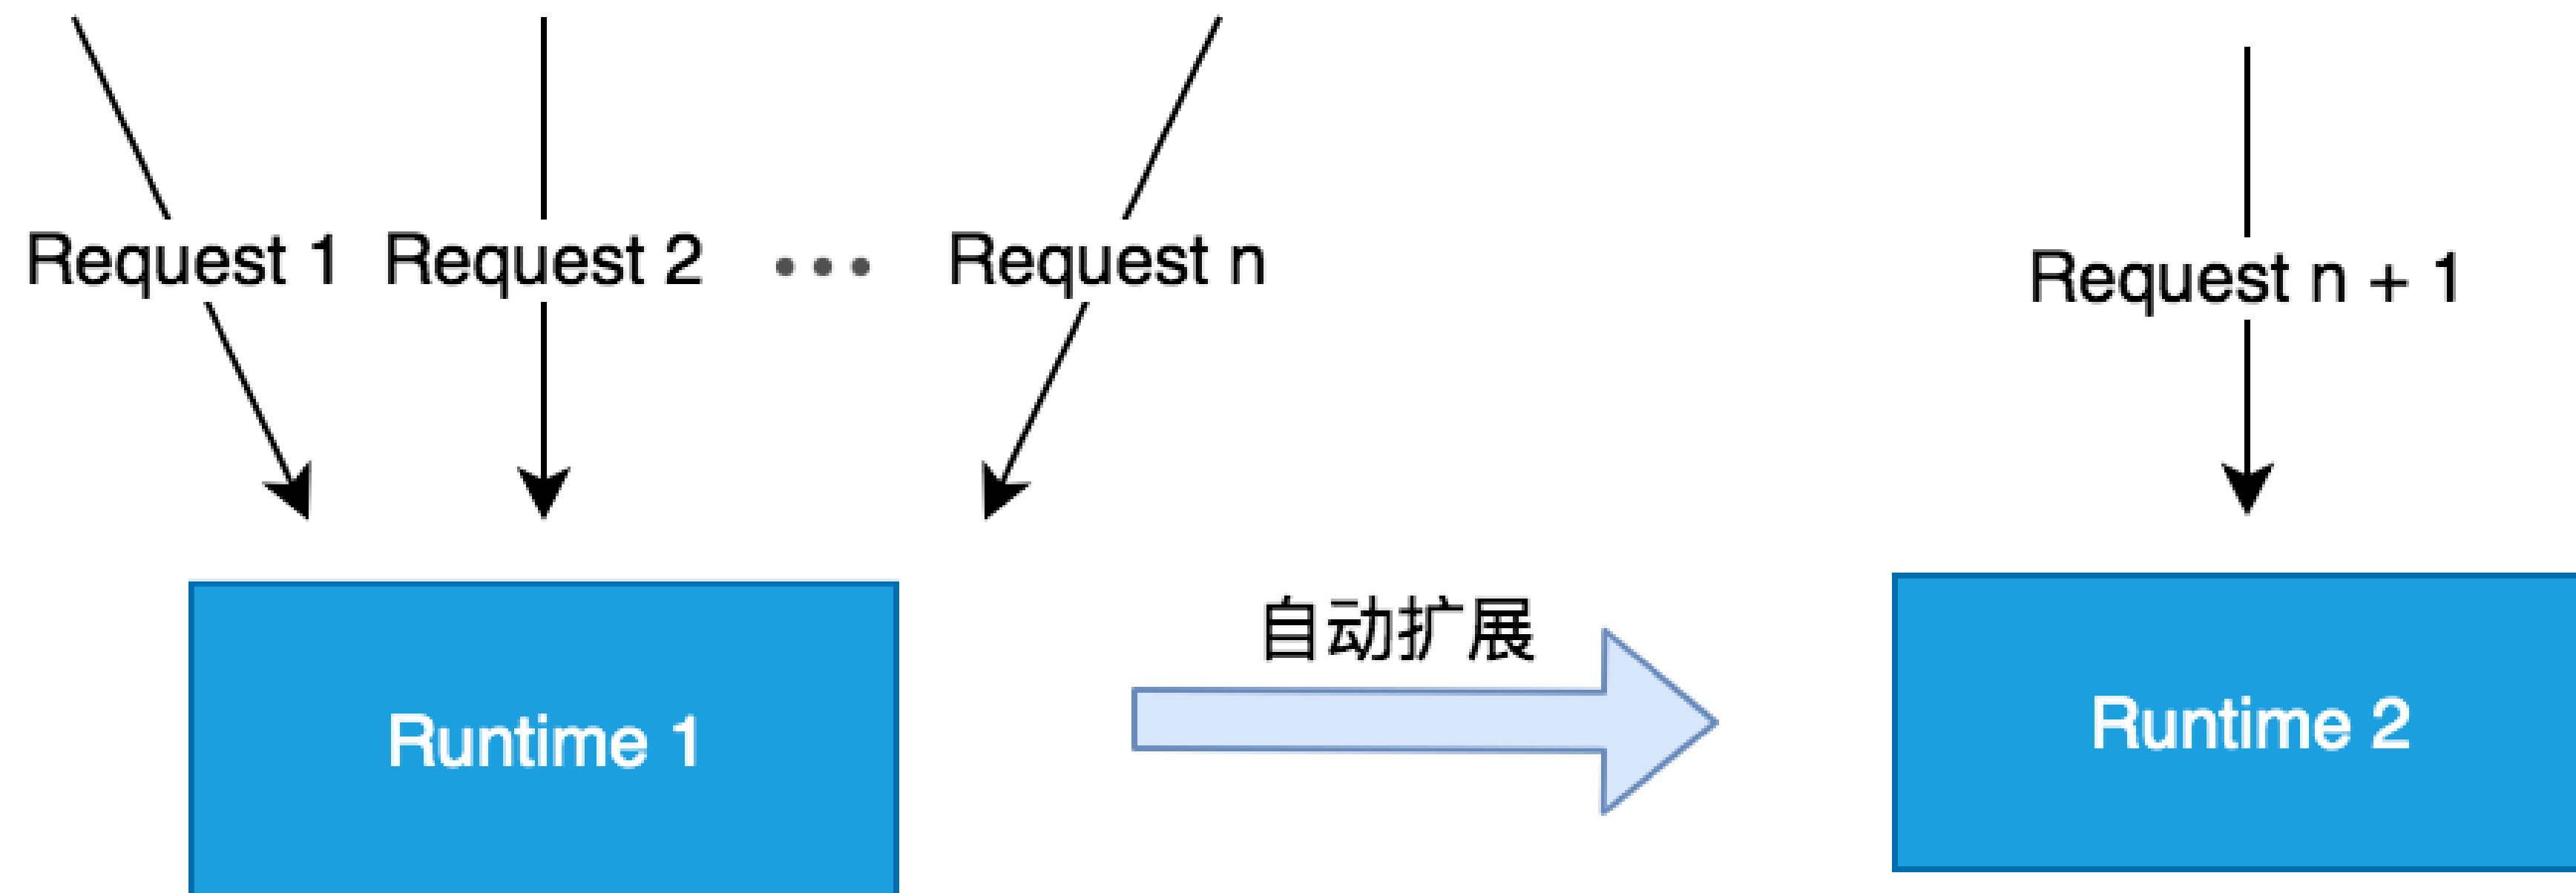 Request 1
Request 2
Request n
Request n + 1
自动扩展
Runtime 1
Runtime 2